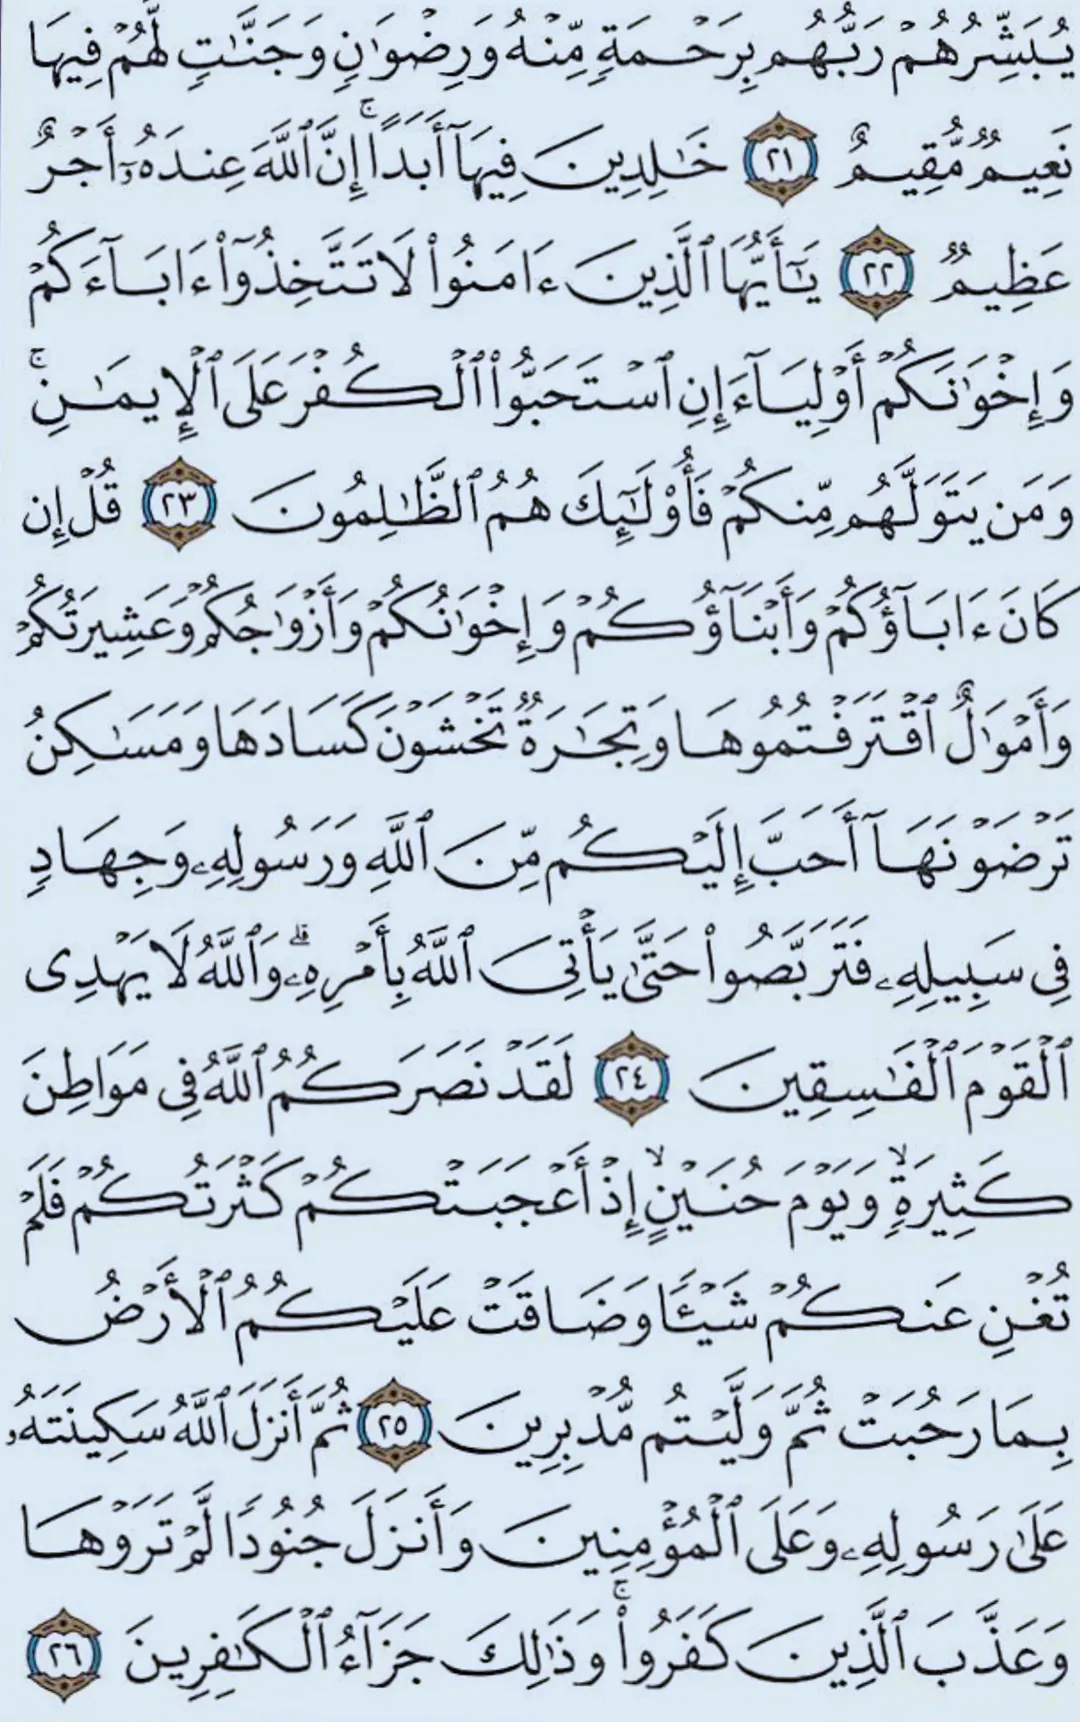 يُبَشِّرُهُمْ رَبُّهُم بِرَحْمَةٍ مِّنْهُ وَرِضْوَٰنٍ وَجَنَّٰتٍ لَّهُمْ فِيهَا
نَعِيمٌ مُّقِيمٌ ٢١ خَٰلِدِينَ فِيهَآ أَبَدًا ۚ إِنَّ ٱللَّهَ عِندَهُۥٓ أَجْرٌ
عَظِيمٌ ٢٢ يَٰٓأَيُّهَا ٱلَّذِينَ ءَامَنُوا۟ لَا تَتَّخِذُوٓا۟ ءَابَآءَكُمْ
وَإِخْوَٰنَكُمْ أَوْلِيَآءَ إِنِ ٱسْتَحَبُّوا۟ ٱلْكُفْرَ عَلَى ٱلْإِيمَٰنِ ۚ
وَمَن يَتَوَلَّهُم مِّنكُمْ فَأُو۟لَٰٓئِكَ هُمُ ٱلظَّٰلِمُونَ ٢٣ قُلْ إِن
كَانَ ءَابَآؤُكُمْ وَأَبْنَآؤُكُمْ وَإِخْوَٰنُكُمْ وَأَزْوَٰجُكُمْ وَعَشِيرَتُكُمْ
وَأَمْوَٰلٌ ٱقْتَرَفْتُمُوهَا وَتِجَٰرَةٌ تَخْشَوْنَ كَسَادَهَا وَمَسَٰكِنُ
تَرْضَوْنَهَآ أَحَبَّ إِلَيْكُم مِّنَ ٱللَّهِ وَرَسُولِهِۦ وَجِهَادٍ
فِى سَبِيلِهِۦ فَتَرَبَّصُوا۟ حَتَّىٰ يَأْتِىَ ٱللَّهُ بِأَمْرِهِۦ ۗ وَٱللَّهُ لَا يَهْدِى
ٱلْقَوْمَ ٱلْفَٰسِقِينَ ٢٤ لَقَدْ نَصَرَكُمُ ٱللَّهُ فِى مَوَاطِنَ
كَثِيرَةٍ ۙ وَيَوْمَ حُنَيْنٍ ۙ إِذْ أَعْجَبَتْكُمْ كَثْرَتُكُمْ فَلَمْ
تُغْنِ عَنكُمْ شَيْـًٔا وَضَاقَتْ عَلَيْكُمُ ٱلْأَرْضُ
بِمَا رَحُبَتْ ثُمَّ وَلَّيْتُم مُّدْبِرِينَ ٢٥ ثُمَّ أَنزَلَ ٱللَّهُ سَكِينَتَهُۥ
عَلَىٰ رَسُولِهِۦ وَعَلَى ٱلْمُؤْمِنِينَ وَأَنزَلَ جُنُودًا لَّمْ تَرَوْهَا
وَعَذَّبَ ٱلَّذِينَ كَفَرُوا۟ ۚ وَذَٰلِكَ جَزَآءُ ٱلْكَٰفِرِينَ ٢٦